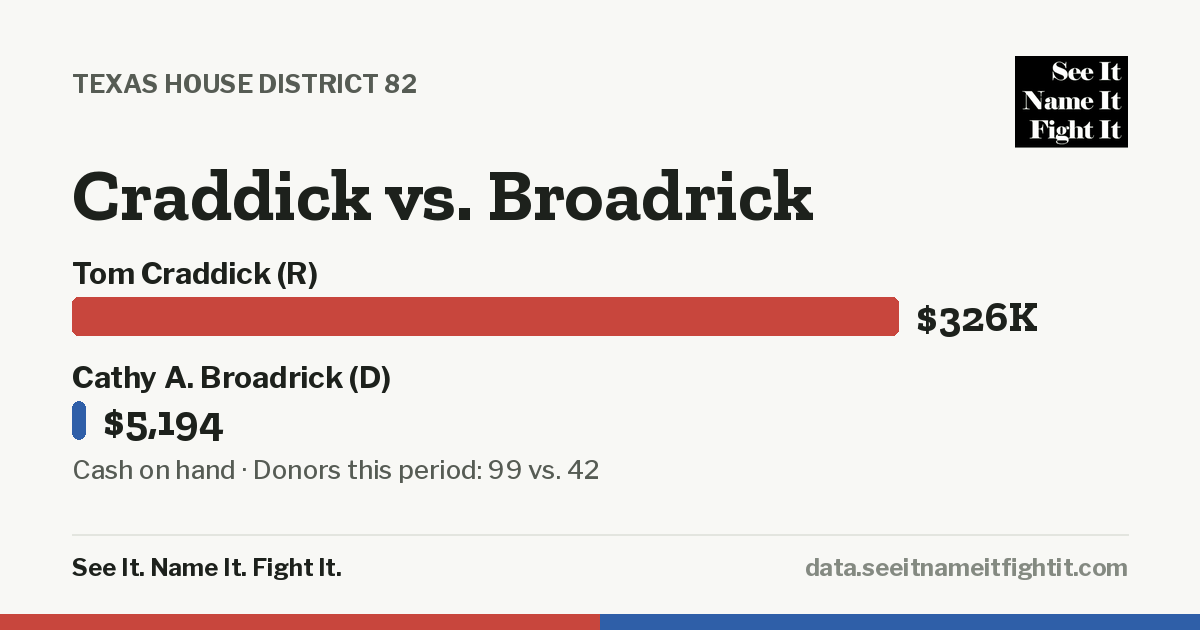 TEXAS HOUSE DISTRICT 82
See It
Name It
Fight It
Craddick vs. Broadrick
Tom Craddick (R)
$326K
Cathy A. Broadrick (D)
$5,194
Cash on hand · Donors this period: 99 vs. 42
See It. Name It. Fight It.
data.seeitnameitfightit.com